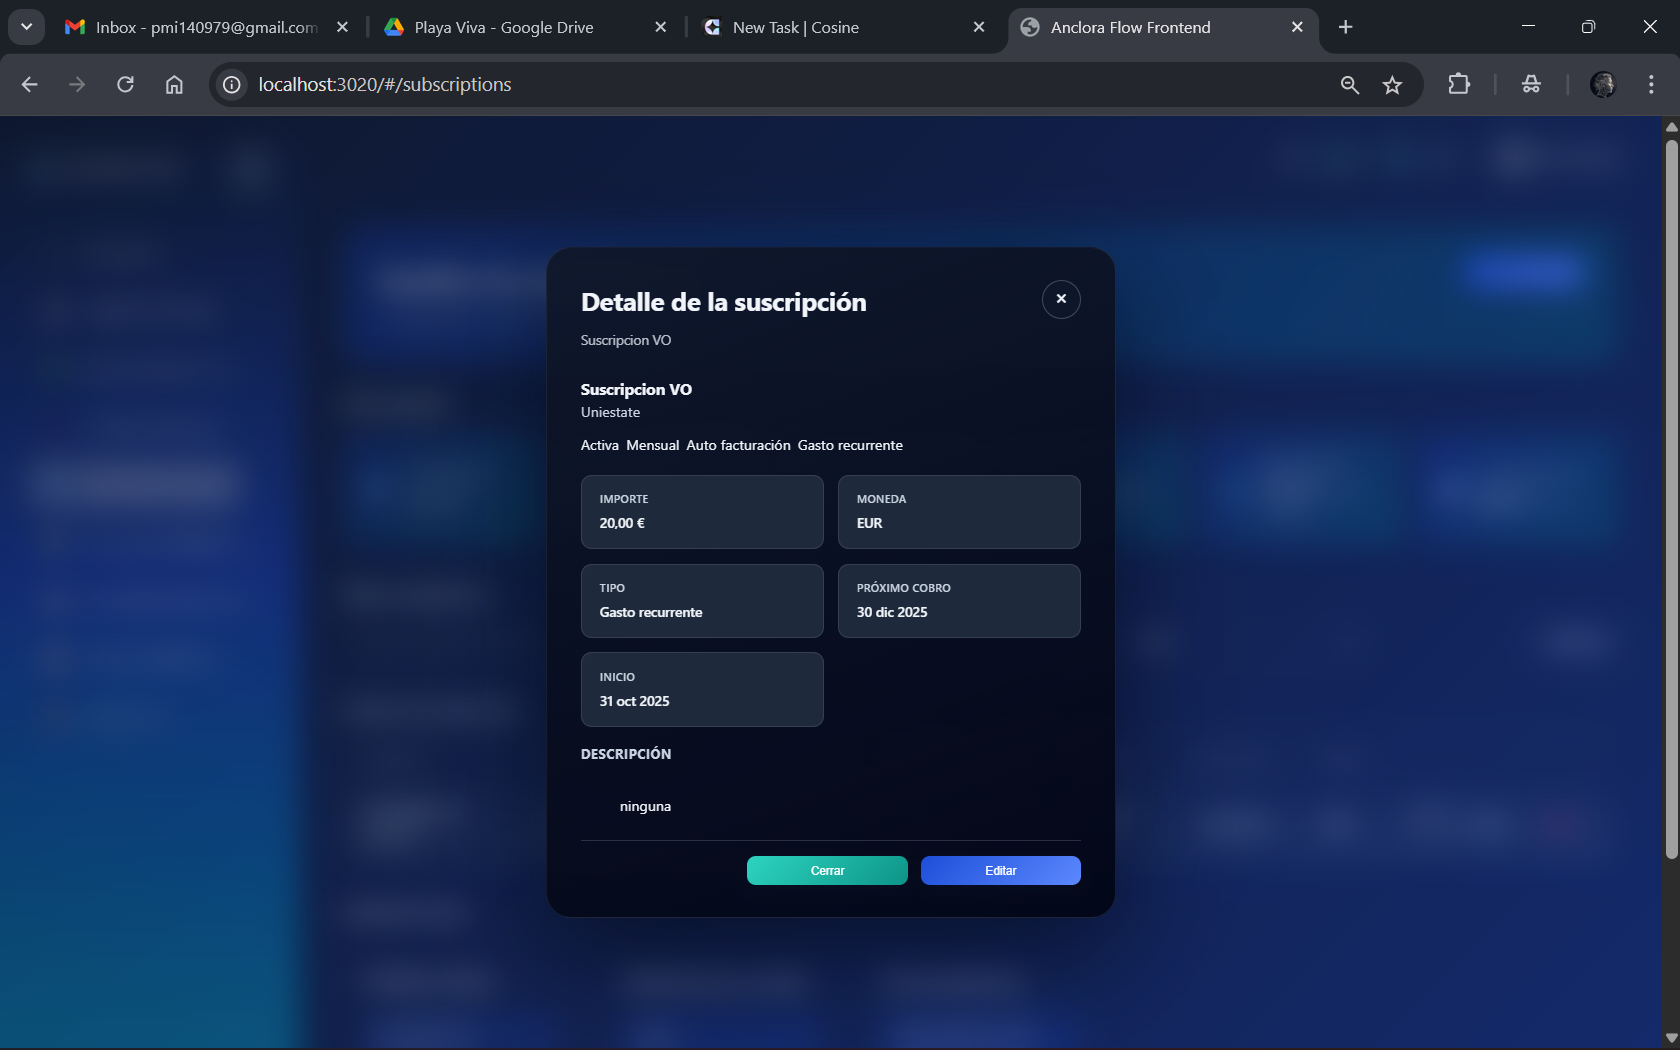 Inbox - pmi140979@gmail.com
Playa Viva - Google Drive
New Task | Cosine
Anclora Flow Frontend
localhost:3020/#/subscriptions
Detalle de la suscripción
Suscripcion VO
Suscripcion VO
Uniestate
Activa Mensual Auto facturación Gasto recurrente
IMPORTE
20,00 €
MONEDA
EUR
TIPO
Gasto recurrente
PRÓXIMO COBRO
30 dic 2025
INICIO
31 oct 2025
DESCRIPCIÓN
ninguna
Cerrar
Editar